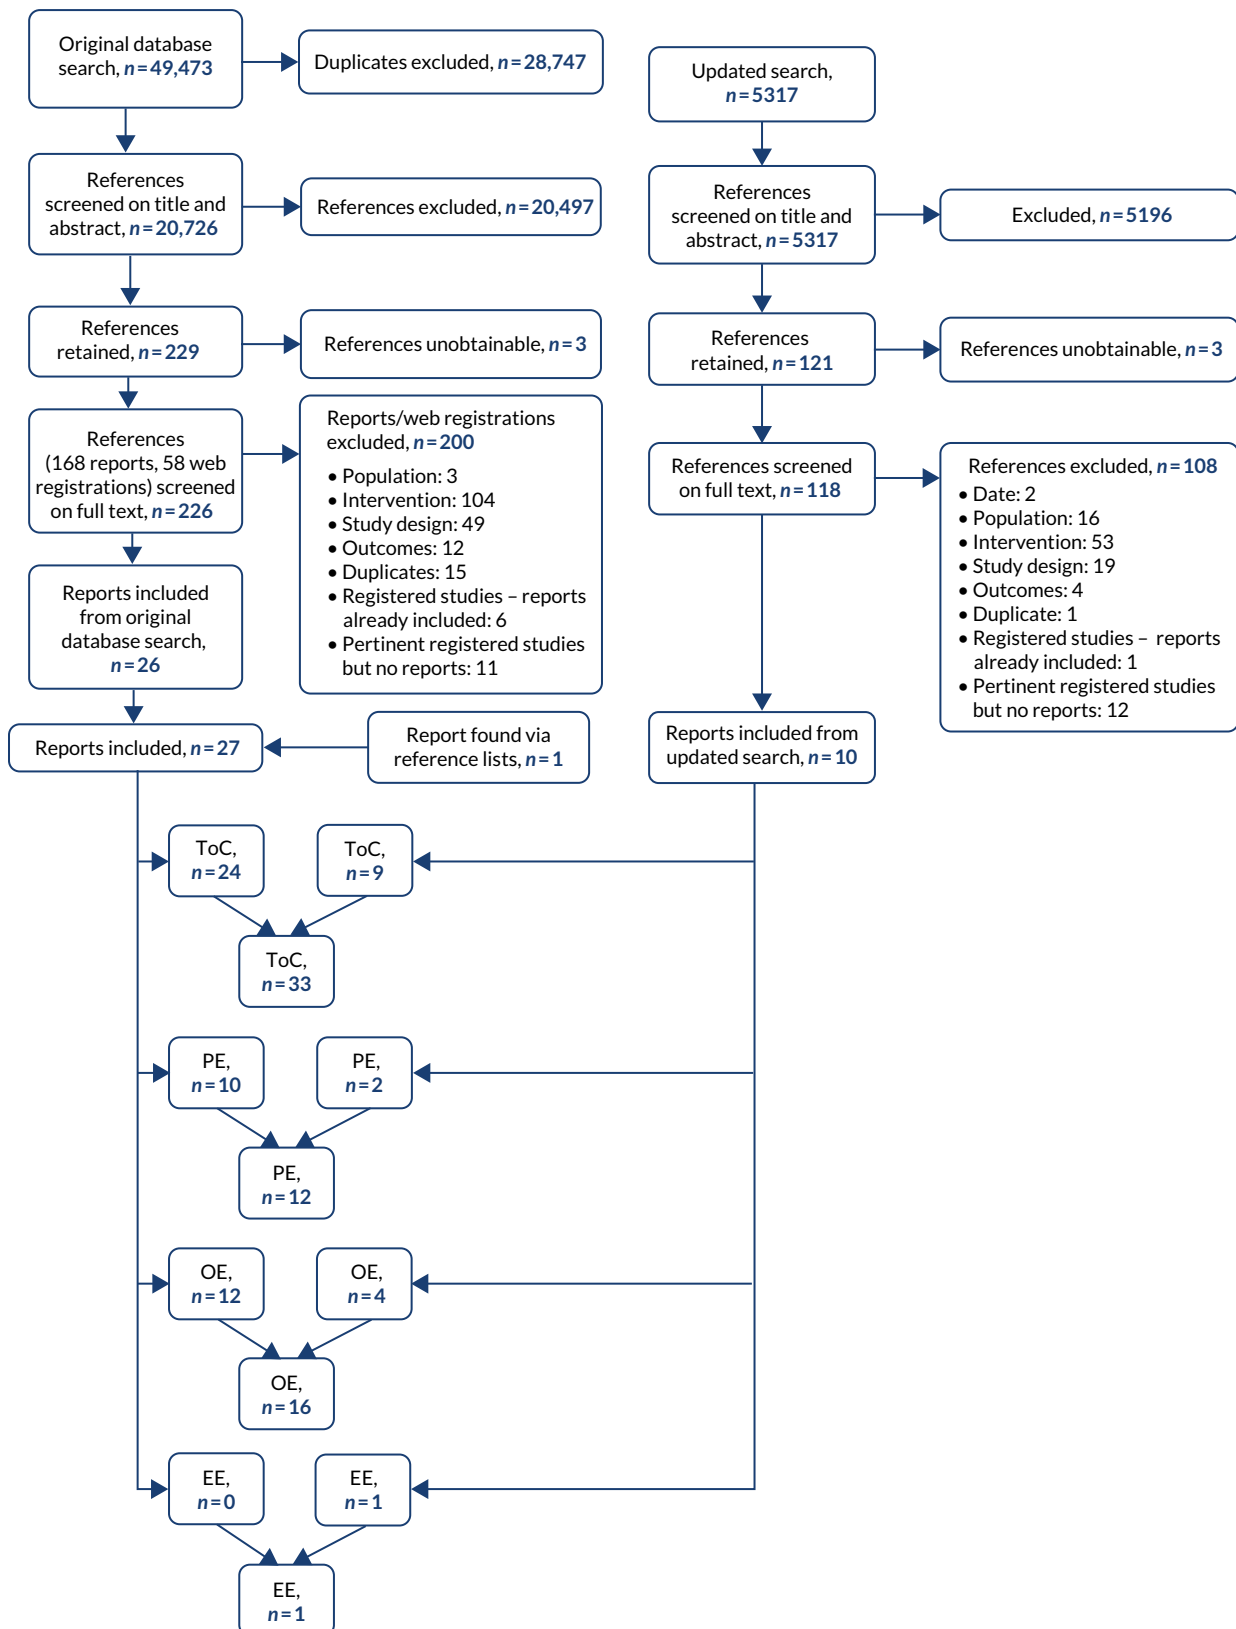 Original database
search, n=49,473
Duplicates excluded, n=28,747
References
screened on title and
abstract, n=20,726
References excluded, n=20,497
References
retained, n=229
References unobtainable, n=3
References
(168 reports, 58 web
registrations) screened
on full text, n=226
Reports/web registrations
excluded, n=200
• Population: 3
• Intervention: 104
• Study design: 49
• Outcomes: 12
• Duplicates: 15
• Registered studies – reports
already included: 6
• Pertinent registered studies
but no reports: 11
Reports included
from original
database search,
n=26
Reports included, n=27
Report found via
reference lists, n=1
Updated search,
n=5317
References
screened on title and
abstract, n=5317
Excluded, n=5196
References
retained, n=121
References unobtainable, n=3
References screened
on full text, n=118
References excluded, n=108
• Date: 2
• Population: 16
• Intervention: 53
• Study design: 19
• Outcomes: 4
• Duplicate: 1
• Registered studies – reports
already included: 1
• Pertinent registered studies
but no reports: 12
Reports included from
updated search, n=10
ToC,
n=24
ToC,
n=9
ToC,
n=33
PE,
n=10
PE,
n=2
PE,
n=12
OE,
n=12
OE,
n=4
OE,
n=16
EE,
n=0
EE,
n=1
EE,
n=1